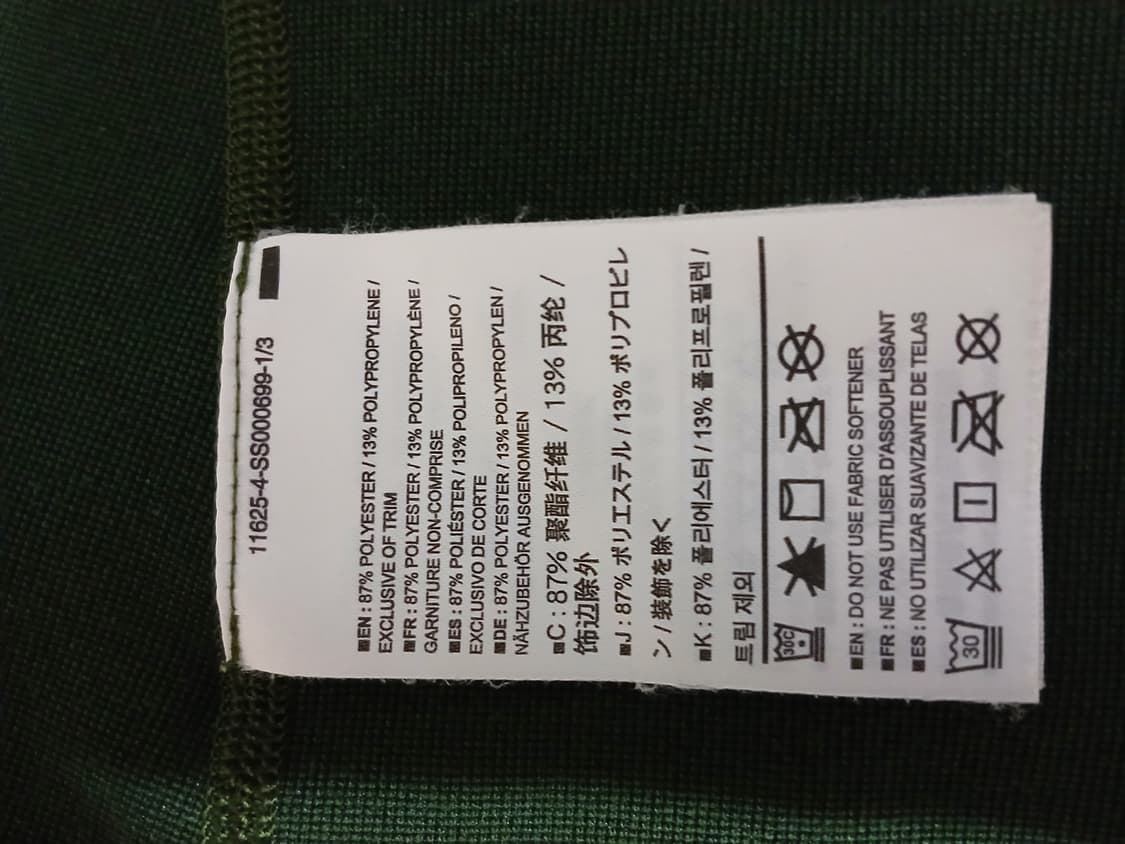 11625-4-SS000699-1/3
■EN : 87% POLYESTER / 13% POLYPROPYLENE /
EXCLUSIVE OF TRIM
■FR : 87% POLYESTER / 13% POLYPROPYLÈNE /
GARNITURE NON-COMPRISE
■ES : 87% POLIÉSTER / 13% POLIPROPILENO /
EXCLUSIVO DE CORTE
■DE : 87% POLYESTER / 13% POLYPROPYLEN /
NÄHZUBEHÖR AUSGENOMMEN
■C : 87% 聚酯纤维 / 13% 丙纶 /
饰边除外
■J : 87% ポリエステル / 13% ポリプロピレ
ン / 装飾を除く
■K : 87% 폴리에스터 / 13% 폴리프로필렌 /
트림 제외
30C
■EN : DO NOT USE FABRIC SOFTENER
■FR : NE PAS UTILISER D'ASSOUPLISSANT
■ES : NO UTILIZAR SUAVIZANTE DE TELAS
30